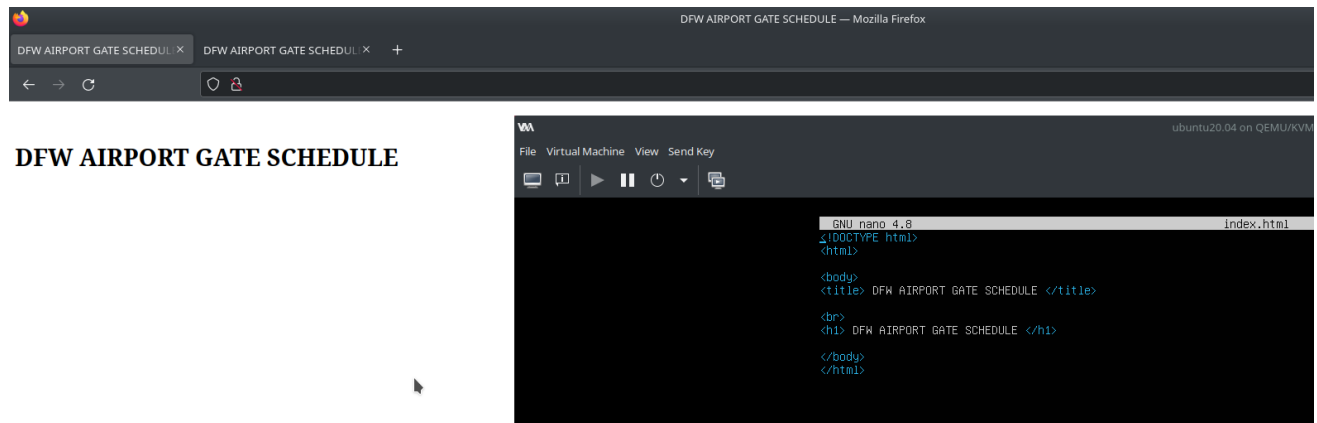 DFW AIRPORT GATE SCHEDULE — Mozilla Firefox
DFW AIRPORT GATE SCHEDUL
DFW AIRPORT GATE SCHEDUL
DFW AIRPORT GATE SCHEDULE
ubuntu20.04 on QEMU/KVM
File Virtual Machine View Send Key
GNU nano 4.8 index.html
<!DOCTYPE html>
<html>
<body>
<title> DFW AIRPORT GATE SCHEDULE </title>
<br>
<h1> DFW AIRPORT GATE SCHEDULE </h1>
</body>
</html>